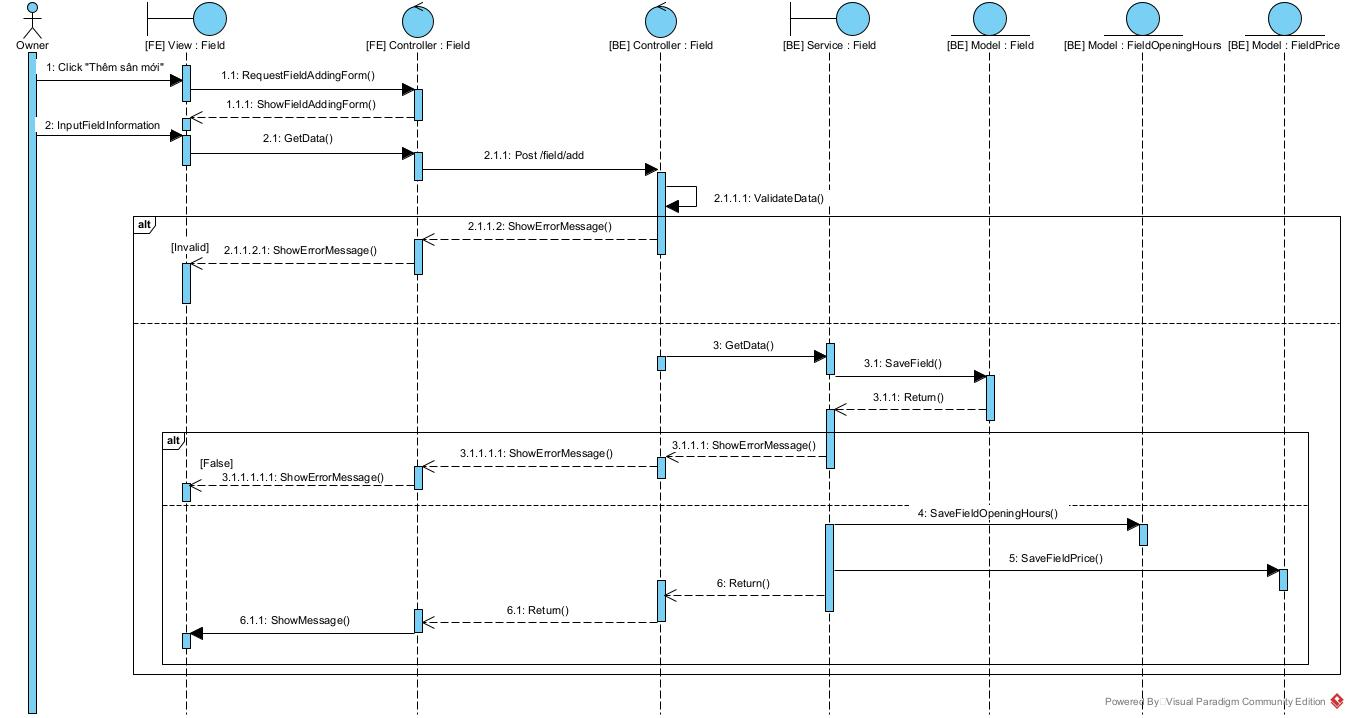 Owner
[FE] View : Field
[FE] Controller : Field
[BE] Controller : Field
[BE] Service : Field
[BE] Model : Field
[BE] Model : FieldOpeningHours
[BE] Model : FieldPrice
1: Click "Thêm sân mới"
1.1: RequestFieldAddingForm()
1.1.1: ShowFieldAddingForm()
2: InputFieldInformation
2.1: GetData()
2.1.1: Post /field/add
2.1.1.1: ValidateData()
alt
2.1.1.2: ShowErrorMessage()
[Invalid]
2.1.1.2.1: ShowErrorMessage()
3: GetData()
3.1: SaveField()
3.1.1: Return()
alt
3.1.1.1: ShowErrorMessage()
3.1.1.1.1: ShowErrorMessage()
[False]
3.1.1.1.1.1: ShowErrorMessage()
4: SaveFieldOpeningHours()
5: SaveFieldPrice()
6: Return()
6.1: Return()
6.1.1: ShowMessage()
Powered By Visual Paradigm Community Edition